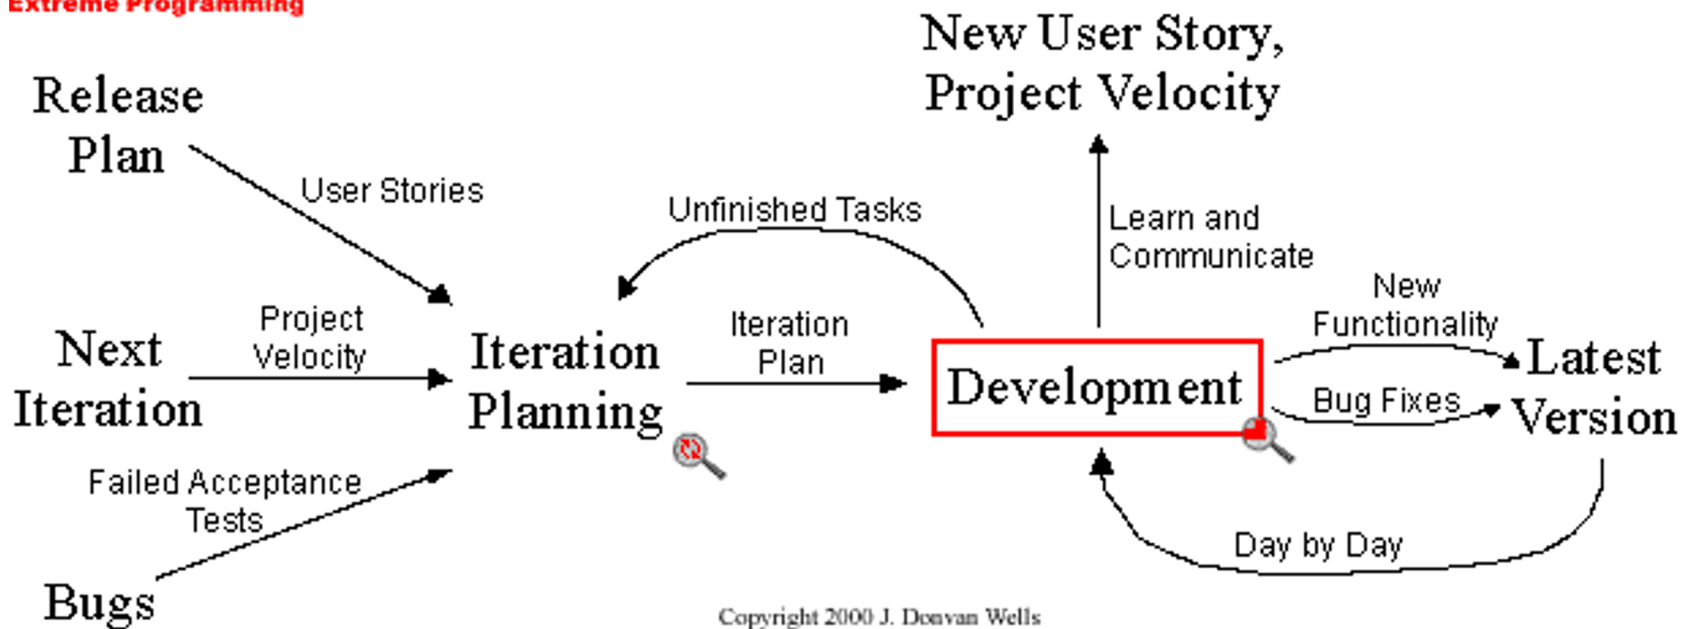 Extreme Programming
New User Story,
Project Velocity
Release
Plan
User Stories
Unfinished Tasks
Learn and
Communicate
New
Functionality
Project
Velocity
Iteration
Plan
Next
Iteration
Iteration
Planning
Development
Latest
Version
Bug Fixes
Failed Acceptance
Tests
Day by Day
Bugs
Copyright 2000 J. Donvan Wells